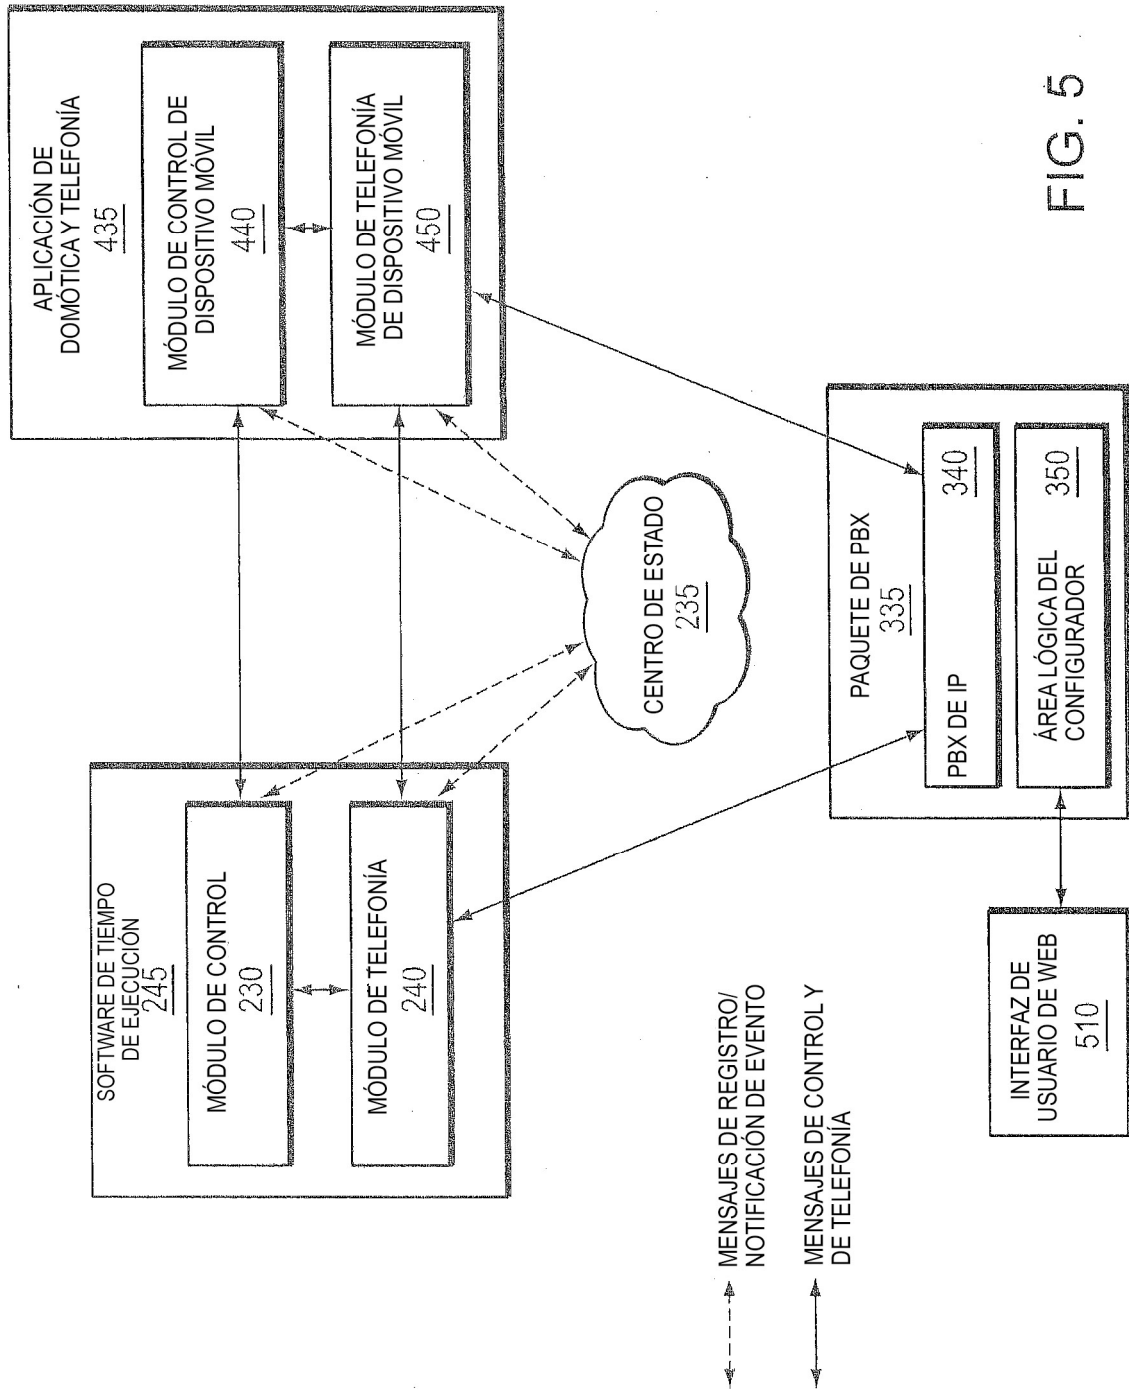 SOFTWARE DE TIEMPO
DE EJECUCIÓN
245
MÓDULO DE CONTROL
230
MÓDULO DE TELEFONÍA
240
APLICACIÓN DE
DOMÓTICA Y TELEFONÍA
435
MÓDULO DE CONTROL DE
DISPOSITIVO MÓVIL
440
MÓDULO DE TELEFONÍA
DE DISPOSITIVO MÓVIL
450
CENTRO DE ESTADO
235
PAQUETE DE PBX
335
PBX DE IP
340
ÁREA LÓGICA DEL
CONFIGURADOR
350
INTERFAZ DE
USUARIO DE WEB
510
MENSAJES DE REGISTRO/
NOTIFICACIÓN DE EVENTO
MENSAJES DE CONTROL Y
DE TELEFONÍA
FIG. 5